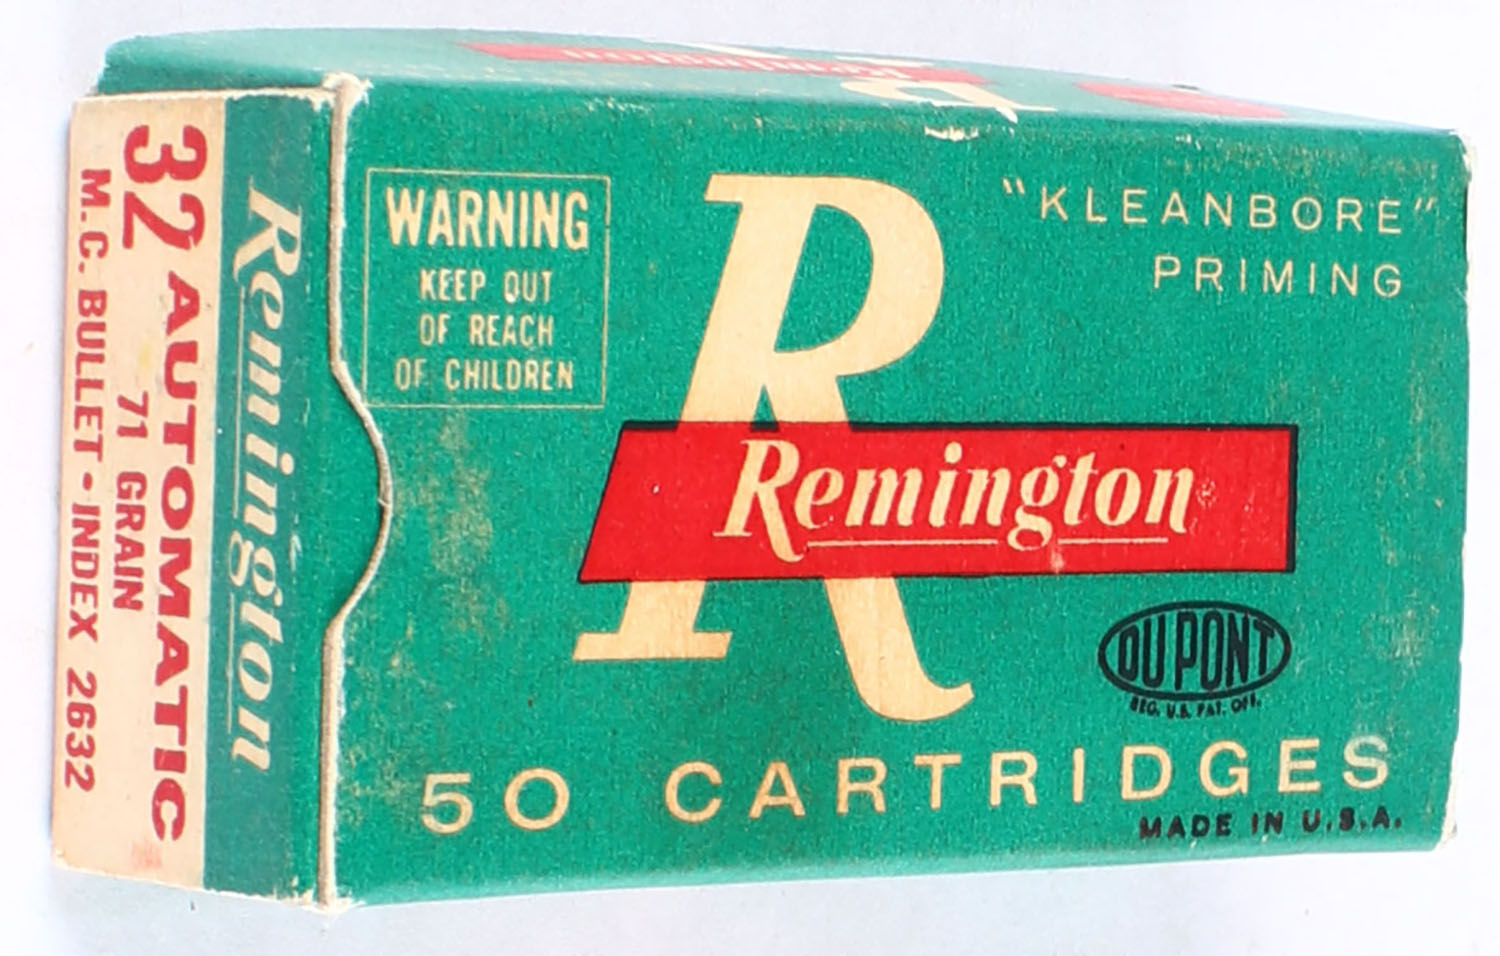 Remington
32 AUTOMATIC
71 GRAIN
M.C. BULLET • INDEX 2632
Remington
WARNING
KEEP OUT
OF REACH
OF CHILDREN
R
"KLEANBORE"
PRIMING
Remington
DU PONT
REG. U.S. PAT. OFF.
50 CARTRIDGES
MADE IN U.S.A.